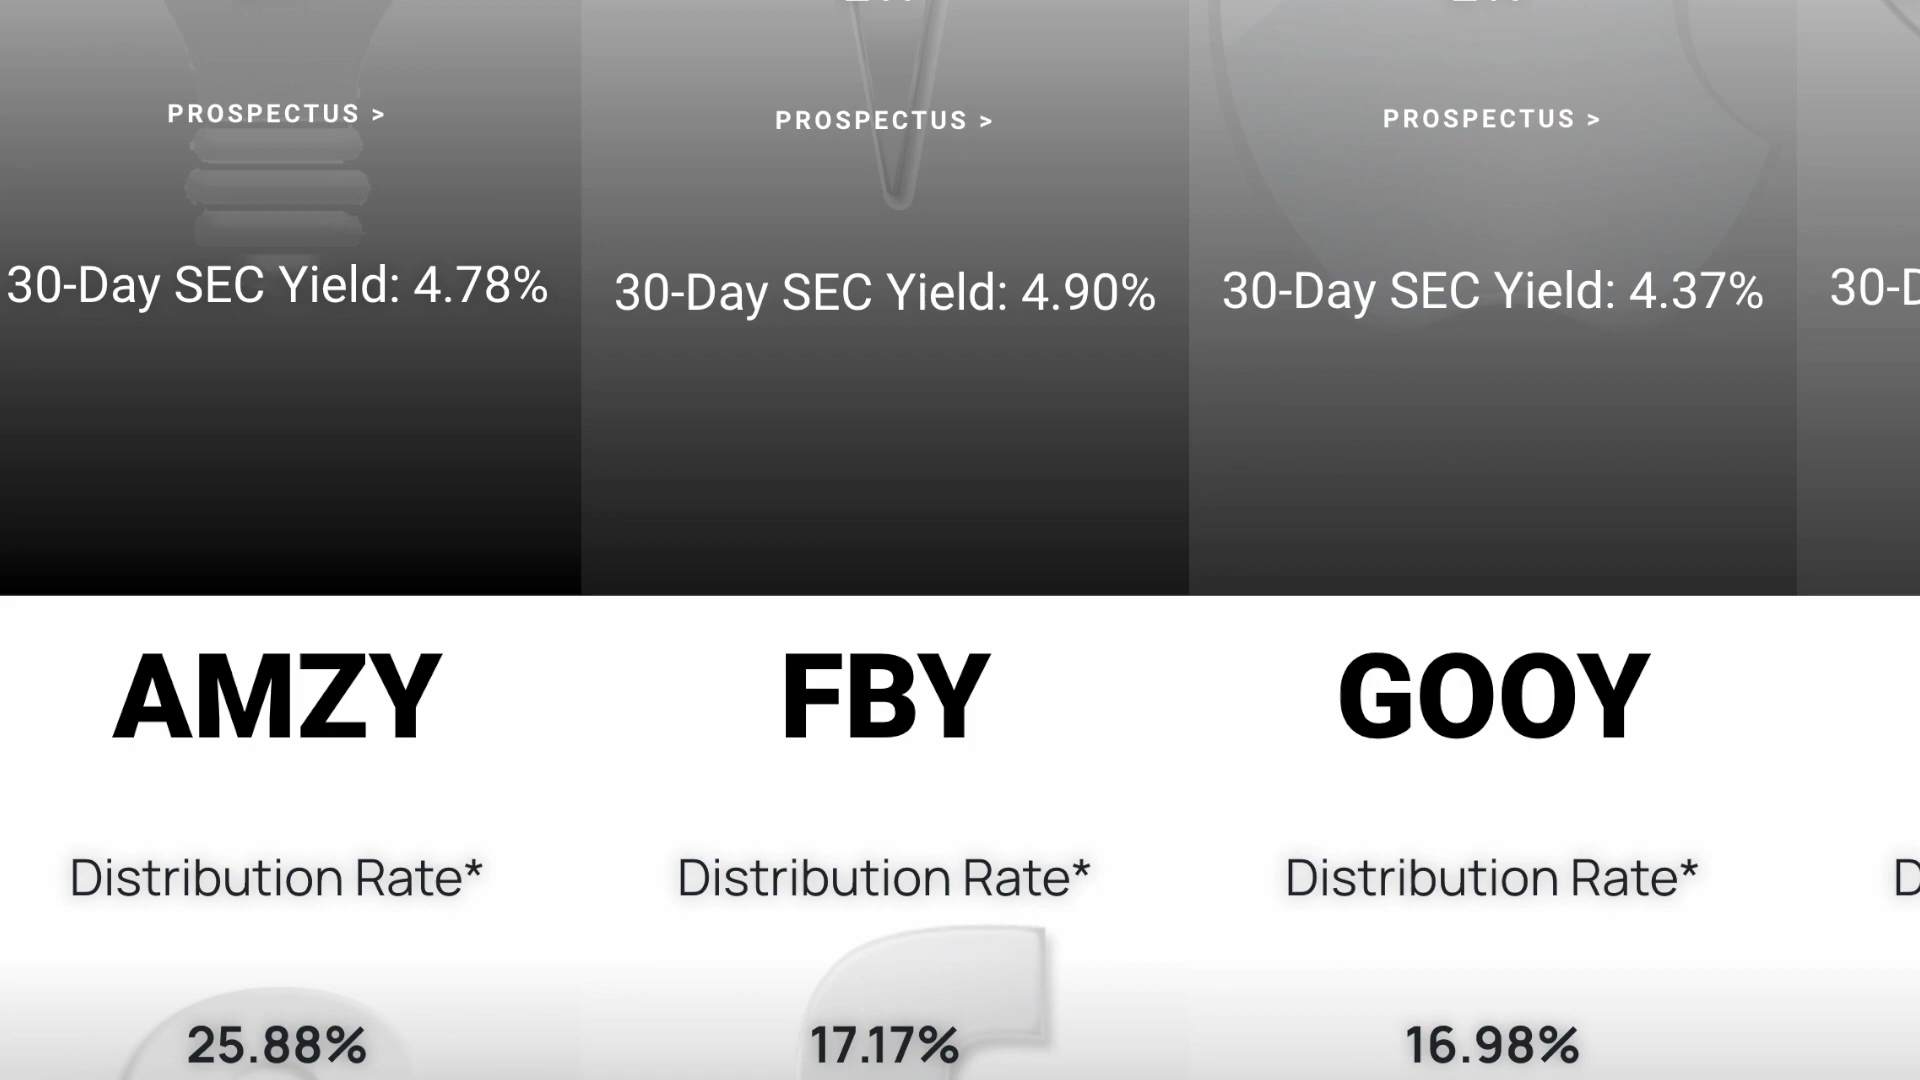 PROSPECTUS >
PROSPECTUS >
PROSPECTUS >
30-Day SEC Yield: 4.78%
30-Day SEC Yield: 4.90%
30-Day SEC Yield: 4.37%
30-D
AMZY
FBY
GOOY
Distribution Rate*
Distribution Rate*
Distribution Rate*
D
25.88%
17.17%
16.98%